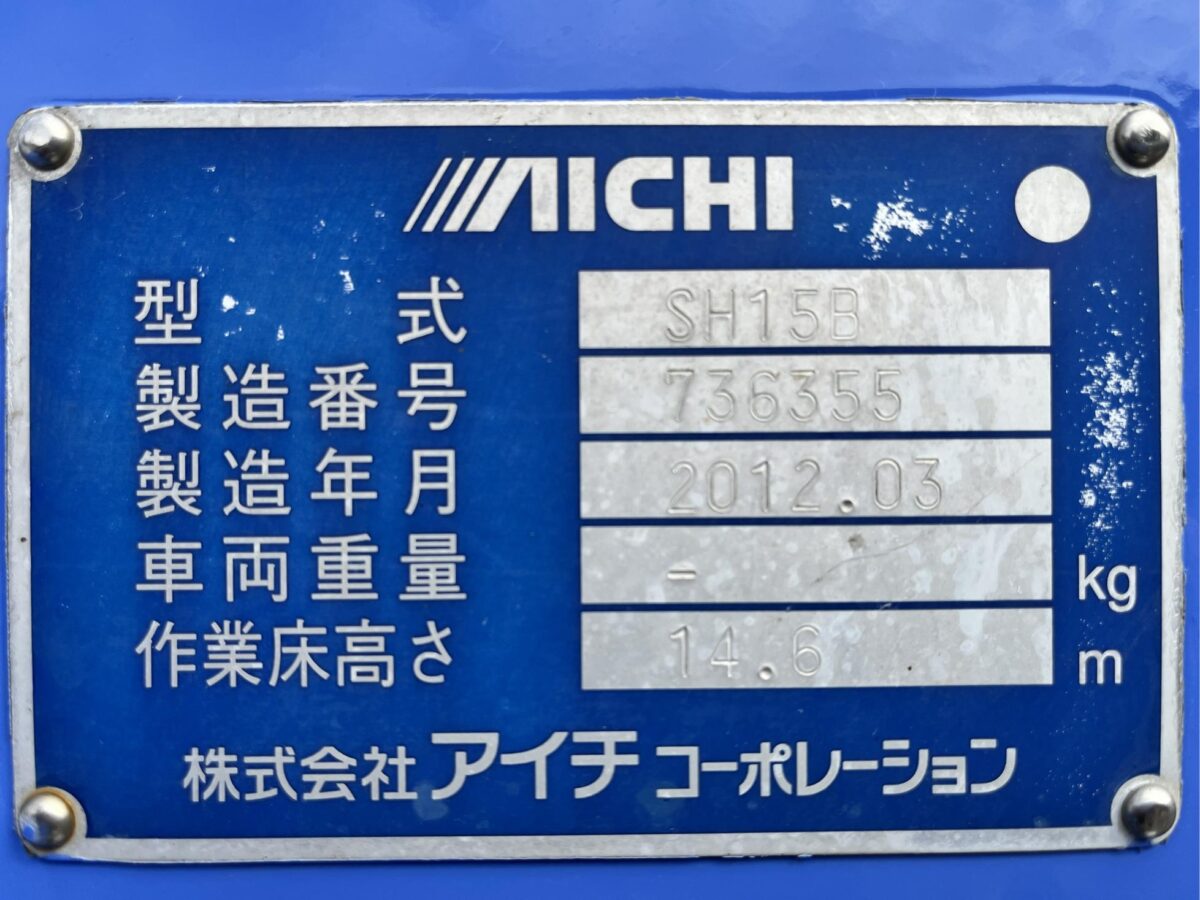 AICHI
型式 SH15B
製造番号 736355
製造年月 2012.03
車両重量 - kg
作業床高さ 14.6 m
株式会社アイチコーポレーション